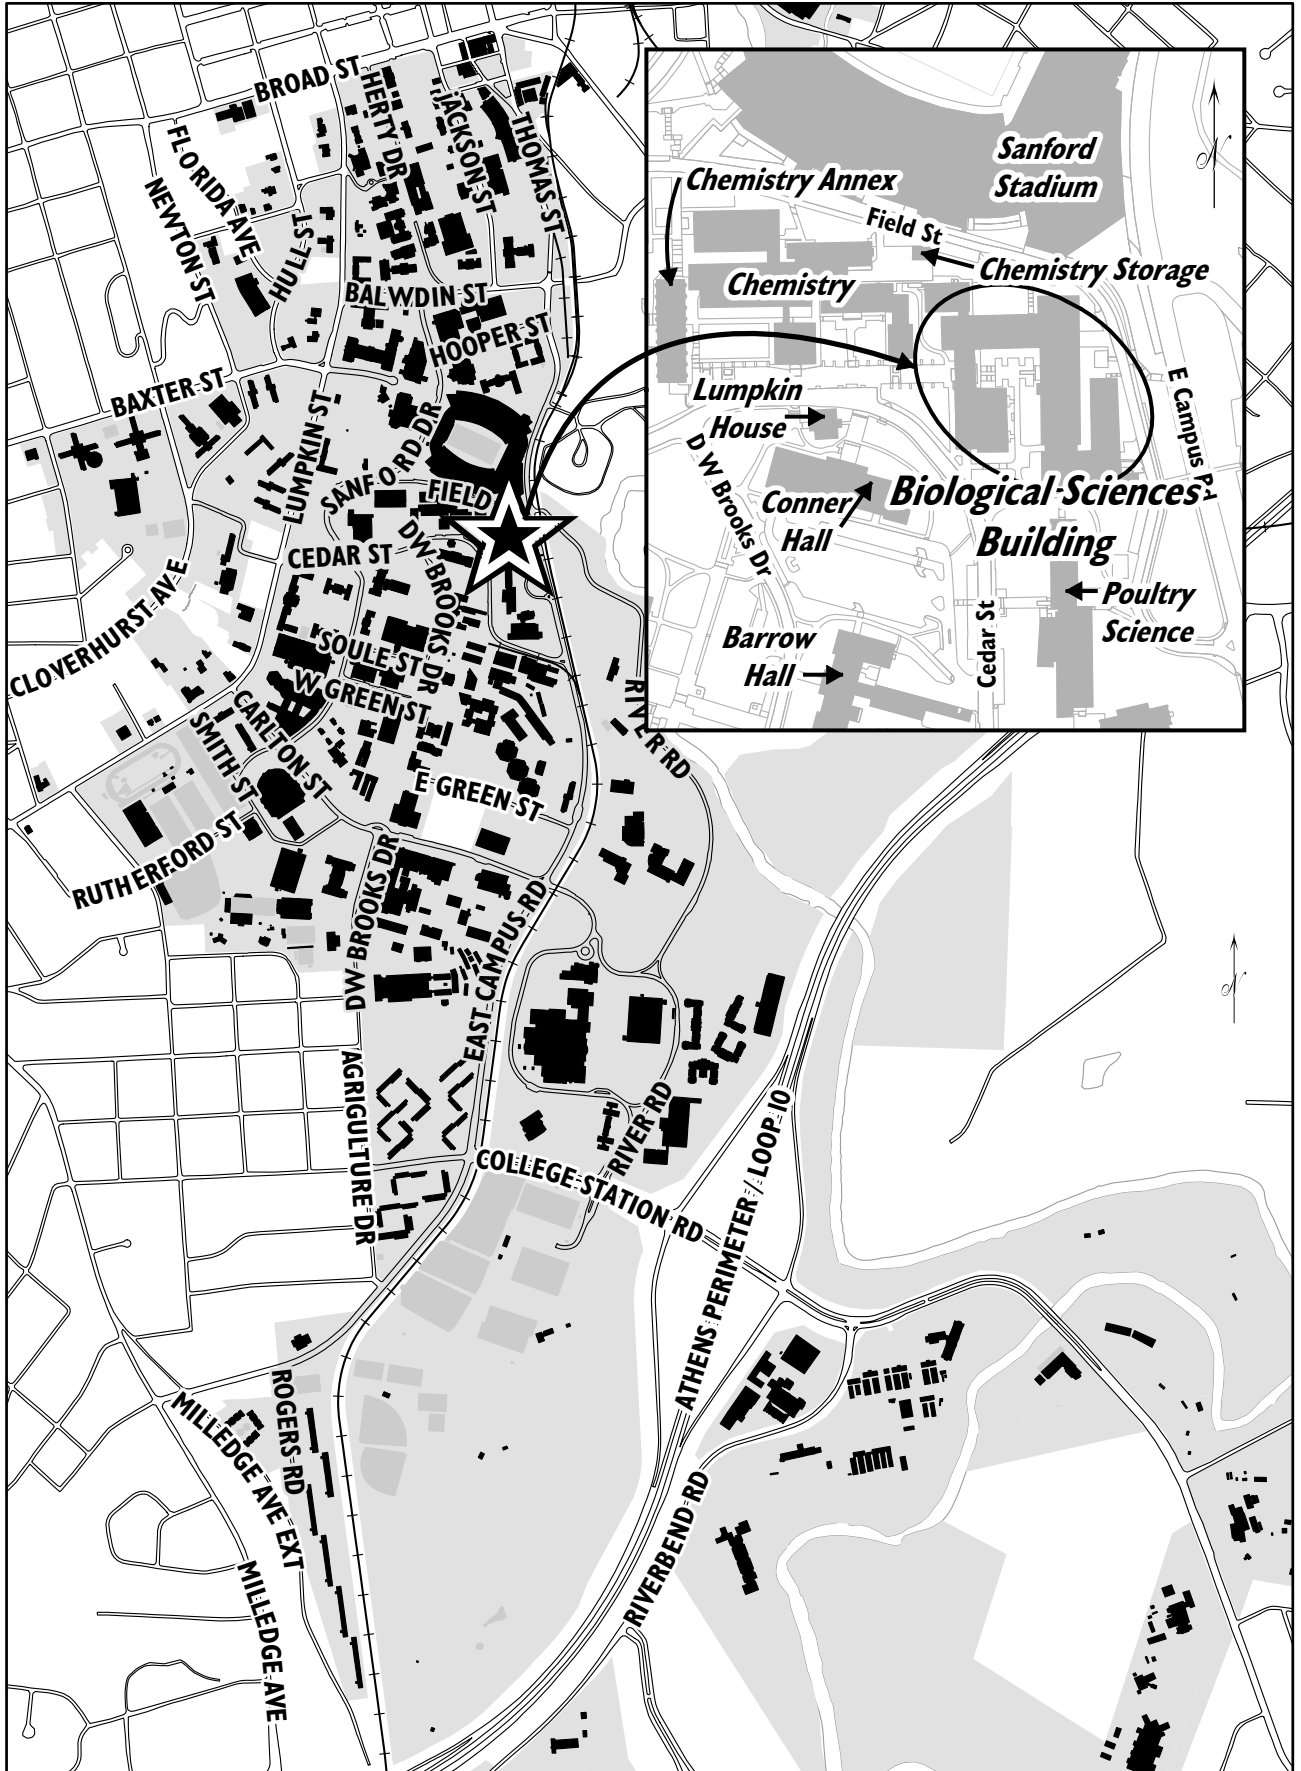 BROAD ST
HERTY DR
JACKSON ST
THOMAS ST
FLORIDA AVE
NEWTON ST
HULL ST
BALWDIN ST
HOOPER ST
BAXTER ST
LUMPKIN ST
SANFORD DR
FIELD
CEDAR ST
DW BROOKS DR
CLOVERHURST AVE
SOULE ST
W GREEN ST
CARLTON ST
SMITH ST
E GREEN ST
RIVER RD
RUTHERFORD ST
DW BROOKS DR
EAST CAMPUS RD
AGRIGULTURE DR
RIVER RD
COLLEGE STATION RD
ATHENS PERIMETER / LOOP 10
ROGERS RD
MILLEDGE AVE EXT
MILLEDGE AVE
RIVERBEND RD
Sanford
Stadium
Chemistry Annex
Field St
Chemistry Storage
Chemistry
Lumpkin
House
D W Brooks Dr
E Campus Rd
Conner
Hall
Biological Sciences
Building
Cedar St
Poultry
Science
Barrow
Hall
N
N